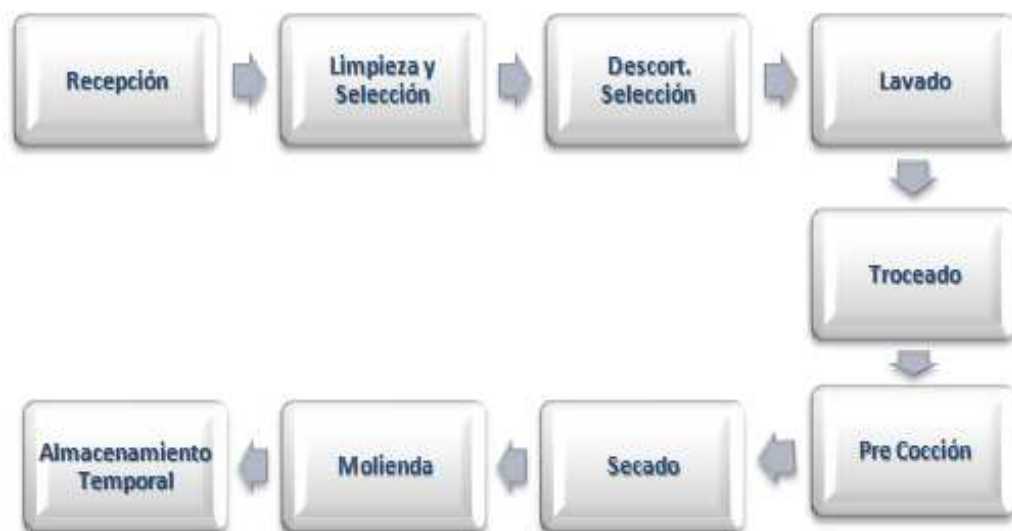 Recepción
Limpieza y
Selección
Descort.
Selección
Lavado
Troceado
Pre Cocción
Secado
Molienda
Almacenamiento
Temporal